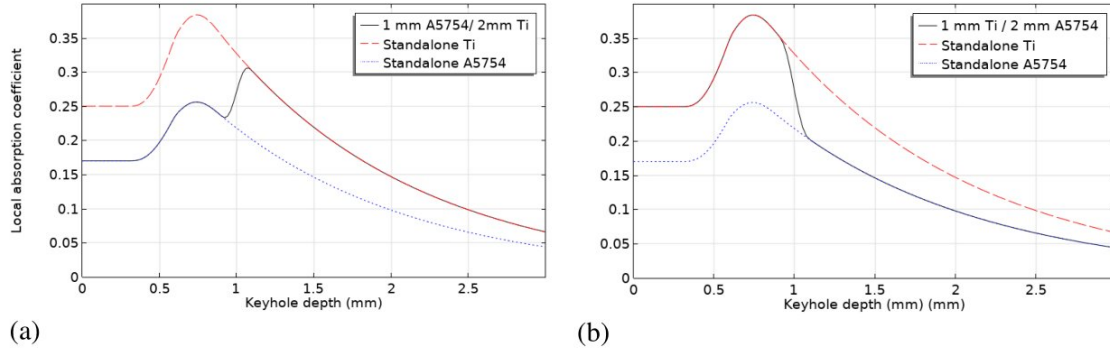 0.35
0.3
0.25
0.2
0.15
0.1
0.05
0
Local absorption coefficient
1 mm A5754/ 2mm Ti
Standalone Ti
Standalone A5754
0 0.5 1 1.5 2 2.5
Keyhole depth (mm)
(a)
0.35
0.3
0.25
0.2
0.15
0.1
0.05
0
1 mm Ti / 2 mm A5754
Standalone Ti
Standalone A5754
0 0.5 1 1.5 2 2.5
Keyhole depth (mm) (mm)
(b)